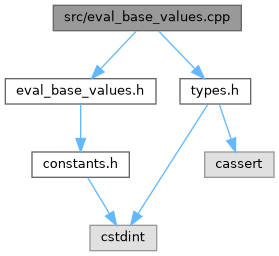 src/eval_base_values.cpp
eval_base_values.h
types.h
constants.h
cassert
cstdint